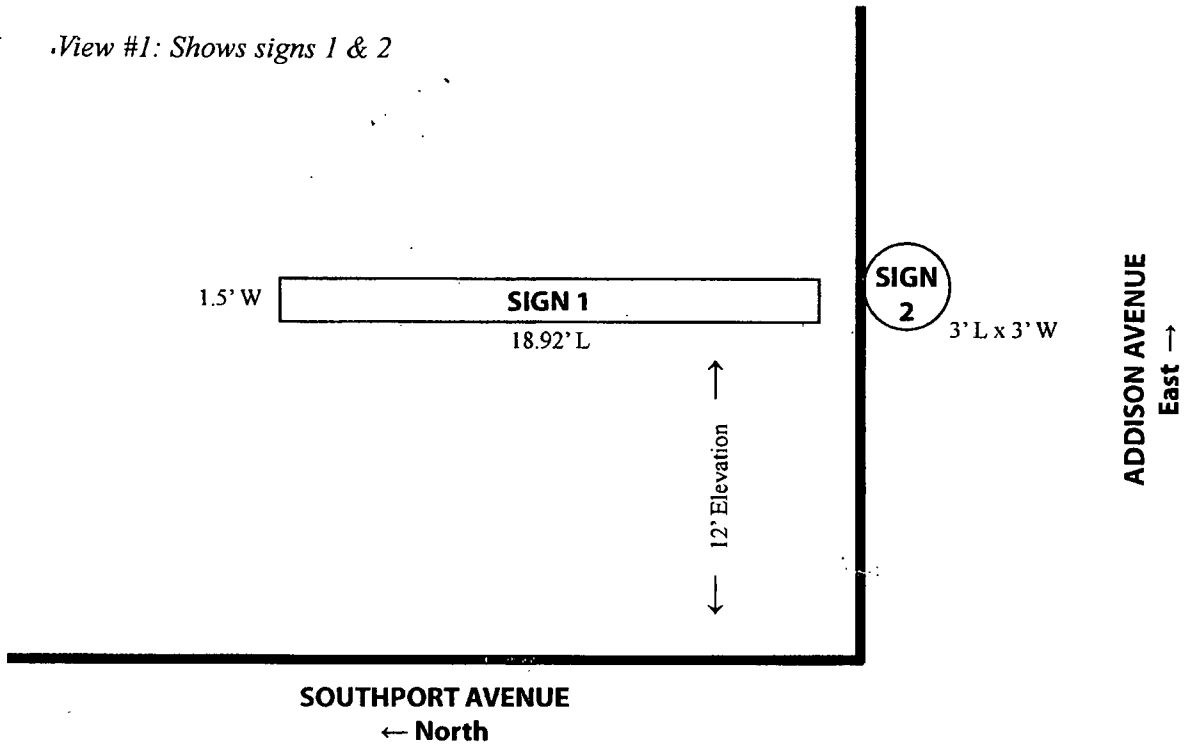 View #1: Shows signs 1 & 2
SIGN
2
1.5' W
SIGN 1
18.92' L
3' L x 3' W
12' Elevation
ADDISON AVENUE
East →
SOUTHPORT AVENUE
← North